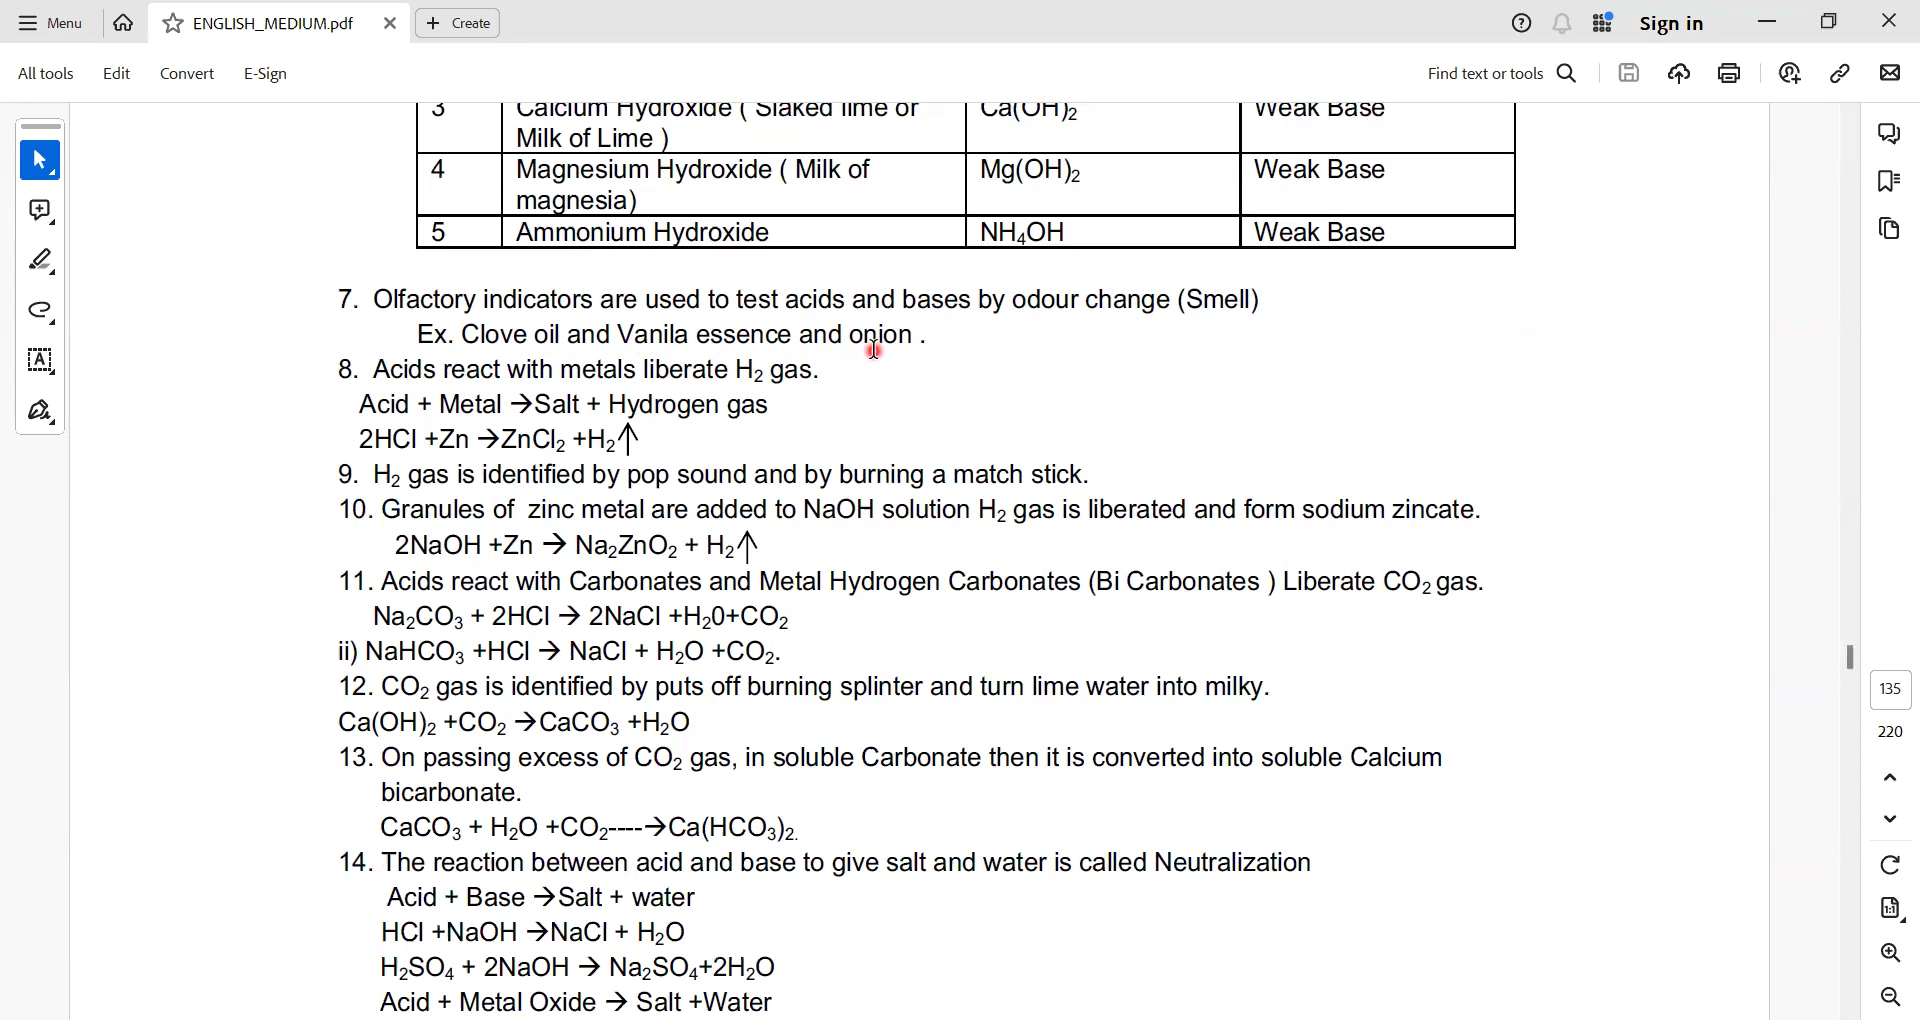 Menu
ENGLISH_MEDIUM.pdf
Create
Sign in
All tools Edit Convert E-Sign
Find text or tools
3 Calcium Hydroxide ( Slaked lime or Ca(OH)₂ Weak Base
Milk of Lime )
4 Magnesium Hydroxide ( Milk of Mg(OH)₂ Weak Base
magnesia)
5 Ammonium Hydroxide NH₄OH Weak Base
7. Olfactory indicators are used to test acids and bases by odour change (Smell)
Ex. Clove oil and Vanila essence and onion .
8. Acids react with metals liberate H₂ gas.
Acid + Metal →Salt + Hydrogen gas
2HCl +Zn →ZnCl₂ +H₂↑
9. H₂ gas is identified by pop sound and by burning a match stick.
10. Granules of zinc metal are added to NaOH solution H₂ gas is liberated and form sodium zincate.
2NaOH +Zn → Na₂ZnO₂ + H₂↑
11. Acids react with Carbonates and Metal Hydrogen Carbonates (Bi Carbonates ) Liberate CO₂ gas.
Na₂CO₃ + 2HCl → 2NaCl +H₂0+CO₂
ii) NaHCO₃ +HCl → NaCl + H₂O +CO₂.
12. CO₂ gas is identified by puts off burning splinter and turn lime water into milky.
Ca(OH)₂ +CO₂ →CaCO₃ +H₂O
13. On passing excess of CO₂ gas, in soluble Carbonate then it is converted into soluble Calcium
bicarbonate.
CaCO₃ + H₂O +CO₂----→Ca(HCO₃)₂.
14. The reaction between acid and base to give salt and water is called Neutralization
Acid + Base →Salt + water
HCl +NaOH →NaCl + H₂O
H₂SO₄ + 2NaOH → Na₂SO₄+2H₂O
Acid + Metal Oxide → Salt +Water
135
220